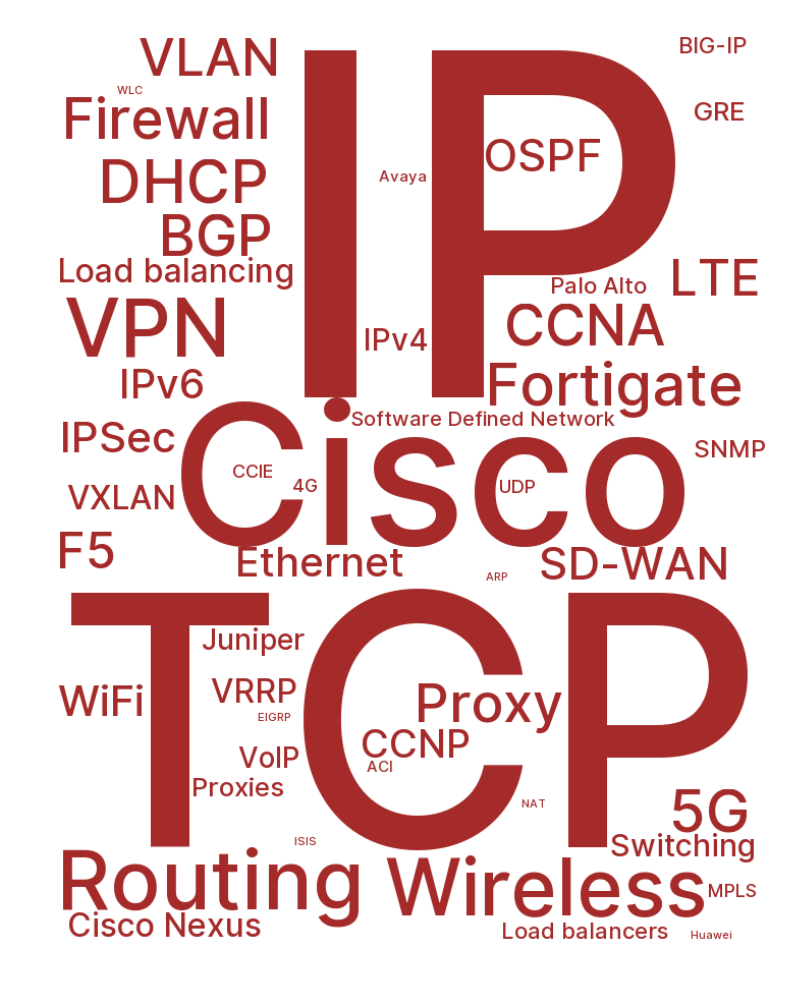 VLAN
IP
BIG-IP
WLC
Firewall
GRE
OSPF
DHCP
Avaya
BGP
Load balancing
LTE
Palo Alto
VPN
CCNA
IPv4
IPv6
Fortigate
Software Defined Network
IPSec
Cisco
SNMP
CCIE
4G
UDP
VXLAN
F5
Ethernet
SD-WAN
ARP
TCP
Juniper
WiFi
VRRP
Proxy
EIGRP
CCNP
VoIP
ACI
Proxies
NAT
5G
ISIS
Switching
Routing
Wireless
MPLS
Cisco Nexus
Load balancers
Huawei